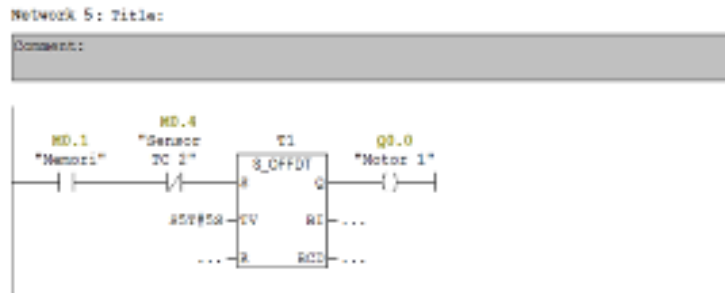 Network 5: Title:
Comment:
M0.1
"Memori"
M0.4
"Sensor
PC 2"
T1
S_OFFDT
Q0.0
"Motor 1"
S
Q
S5T#5S
TV
BI
...
...
R
BCD
...